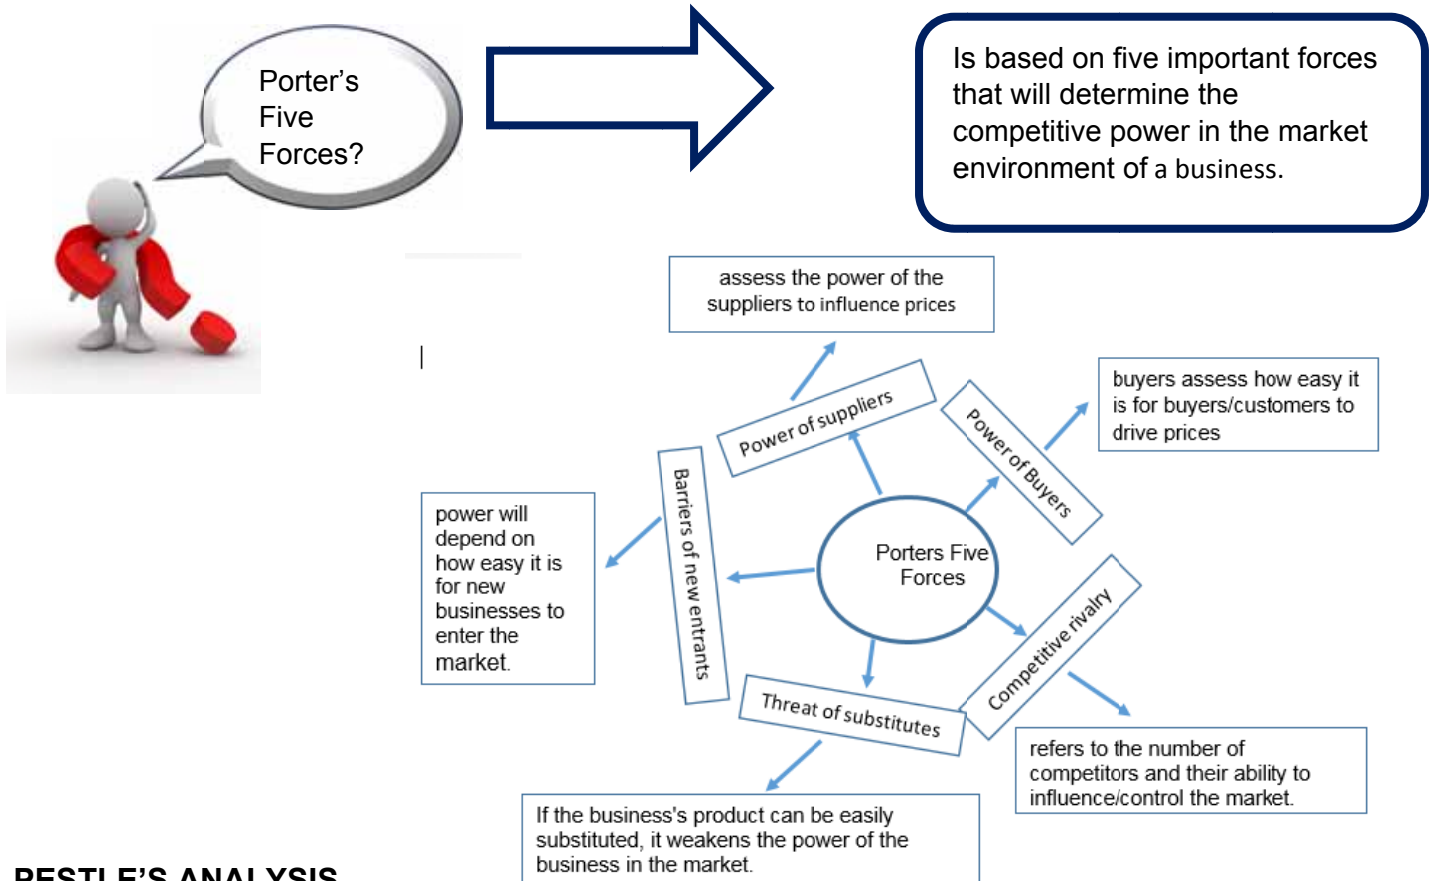 Porter's
Five
Forces?
Is based on five important forces
that will determine the
competitive power in the market
environment of a business.
assess the power of the
suppliers to influence prices
buyers assess how easy it
is for buyers/customers to
drive prices
Power of suppliers
Power of Buyers
Barriers of new entrants
power will
depend on
how easy it is
for new
businesses to
enter the
market.
Porters Five
Forces
Competitive rivalry
Threat of substitutes
refers to the number of
competitors and their ability to
influence/control the market.
If the business's product can be easily
substituted, it weakens the power of the
business in the market.
PESTLE'S ANALYSIS